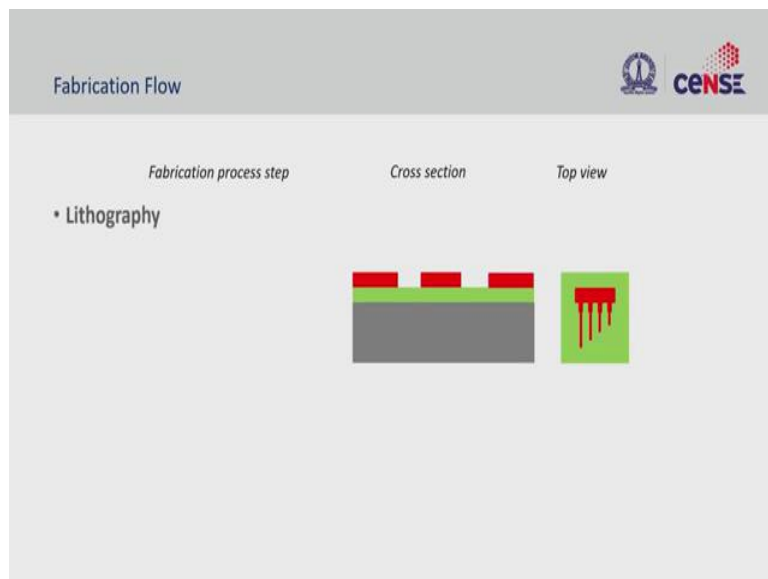 Fabrication Flow
CeNSE
Fabrication process step
Cross section
Top view
• Lithography